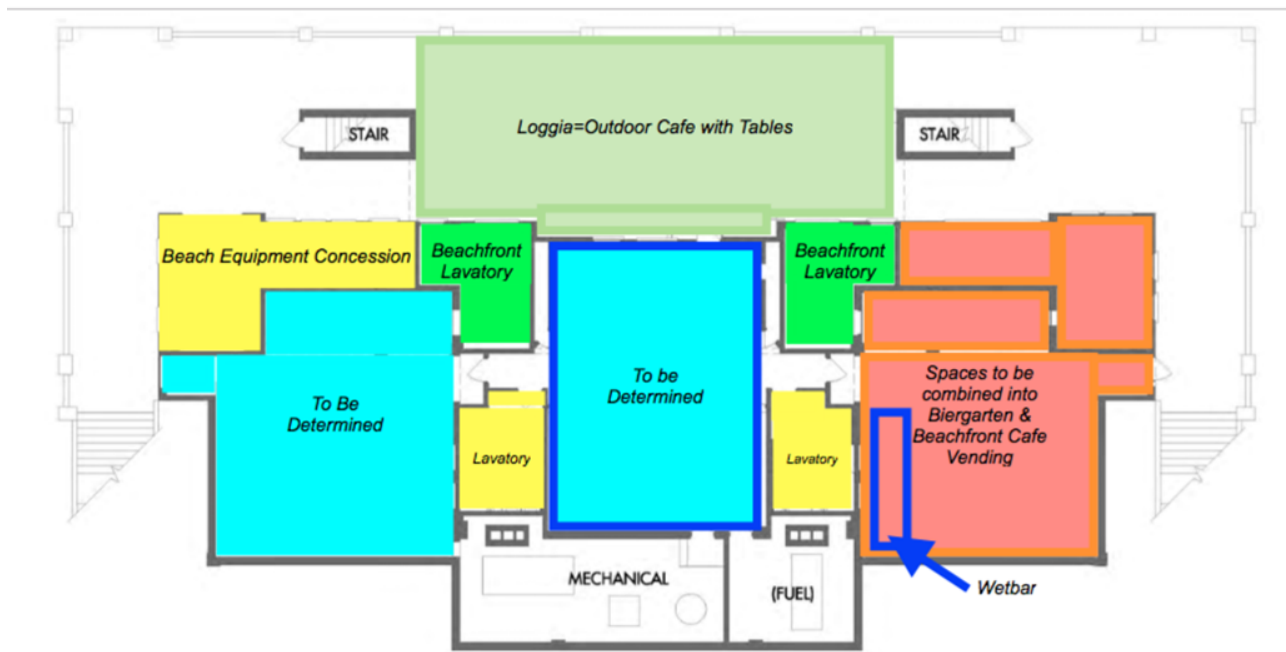 Loggia=Outdoor Cafe with Tables
STAIR
STAIR
Beach Equipment Concession
Beachfront
Lavatory
Beachfront
Lavatory
To Be
Determined
To be
Determined
Spaces to be
combined into
Biergarten &
Beachfront Cafe
Vending
Lavatory
Lavatory
MECHANICAL
(FUEL)
Wetbar